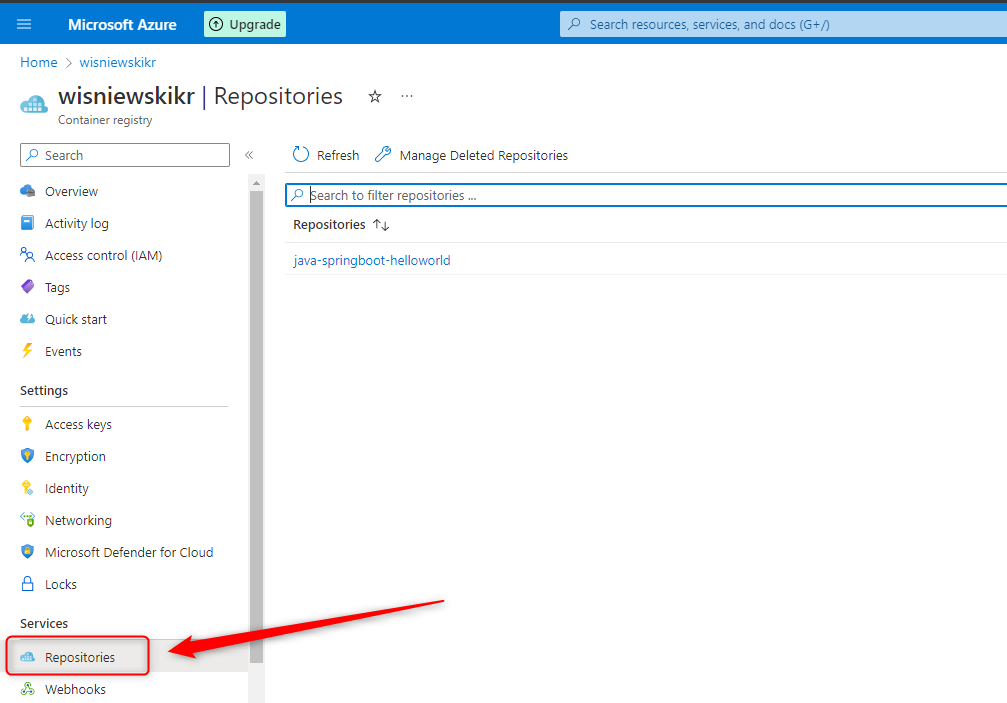 Microsoft Azure
Upgrade
Search resources, services, and docs (G+/)
Home > wisniewskikr
wisniewskikr | Repositories
...
Container registry
Search
«
Refresh
Manage Deleted Repositories
Overview
Search to filter repositories ...
Activity log
Repositories ↑↓
Access control (IAM)
java-springboot-helloworld
Tags
Quick start
Events
Settings
Access keys
Encryption
Identity
Networking
Microsoft Defender for Cloud
Locks
Services
Repositories
Webhooks